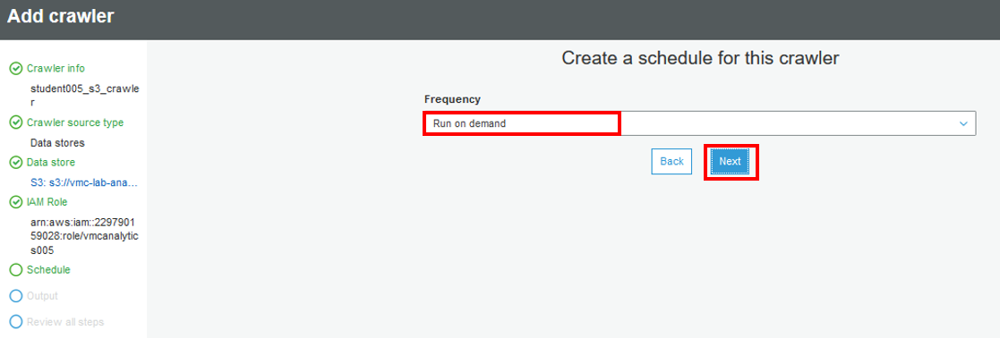 Add crawler
Crawler info
student005_s3_crawle
r
Crawler source type
Data stores
Data store
S3: s3://vmc-lab-ana...
IAM Role
arn:aws:iam::2297901
59028:role/vmcanalytic
s005
Schedule
Output
Review all steps
Create a schedule for this crawler
Frequency
Run on demand
Back
Next